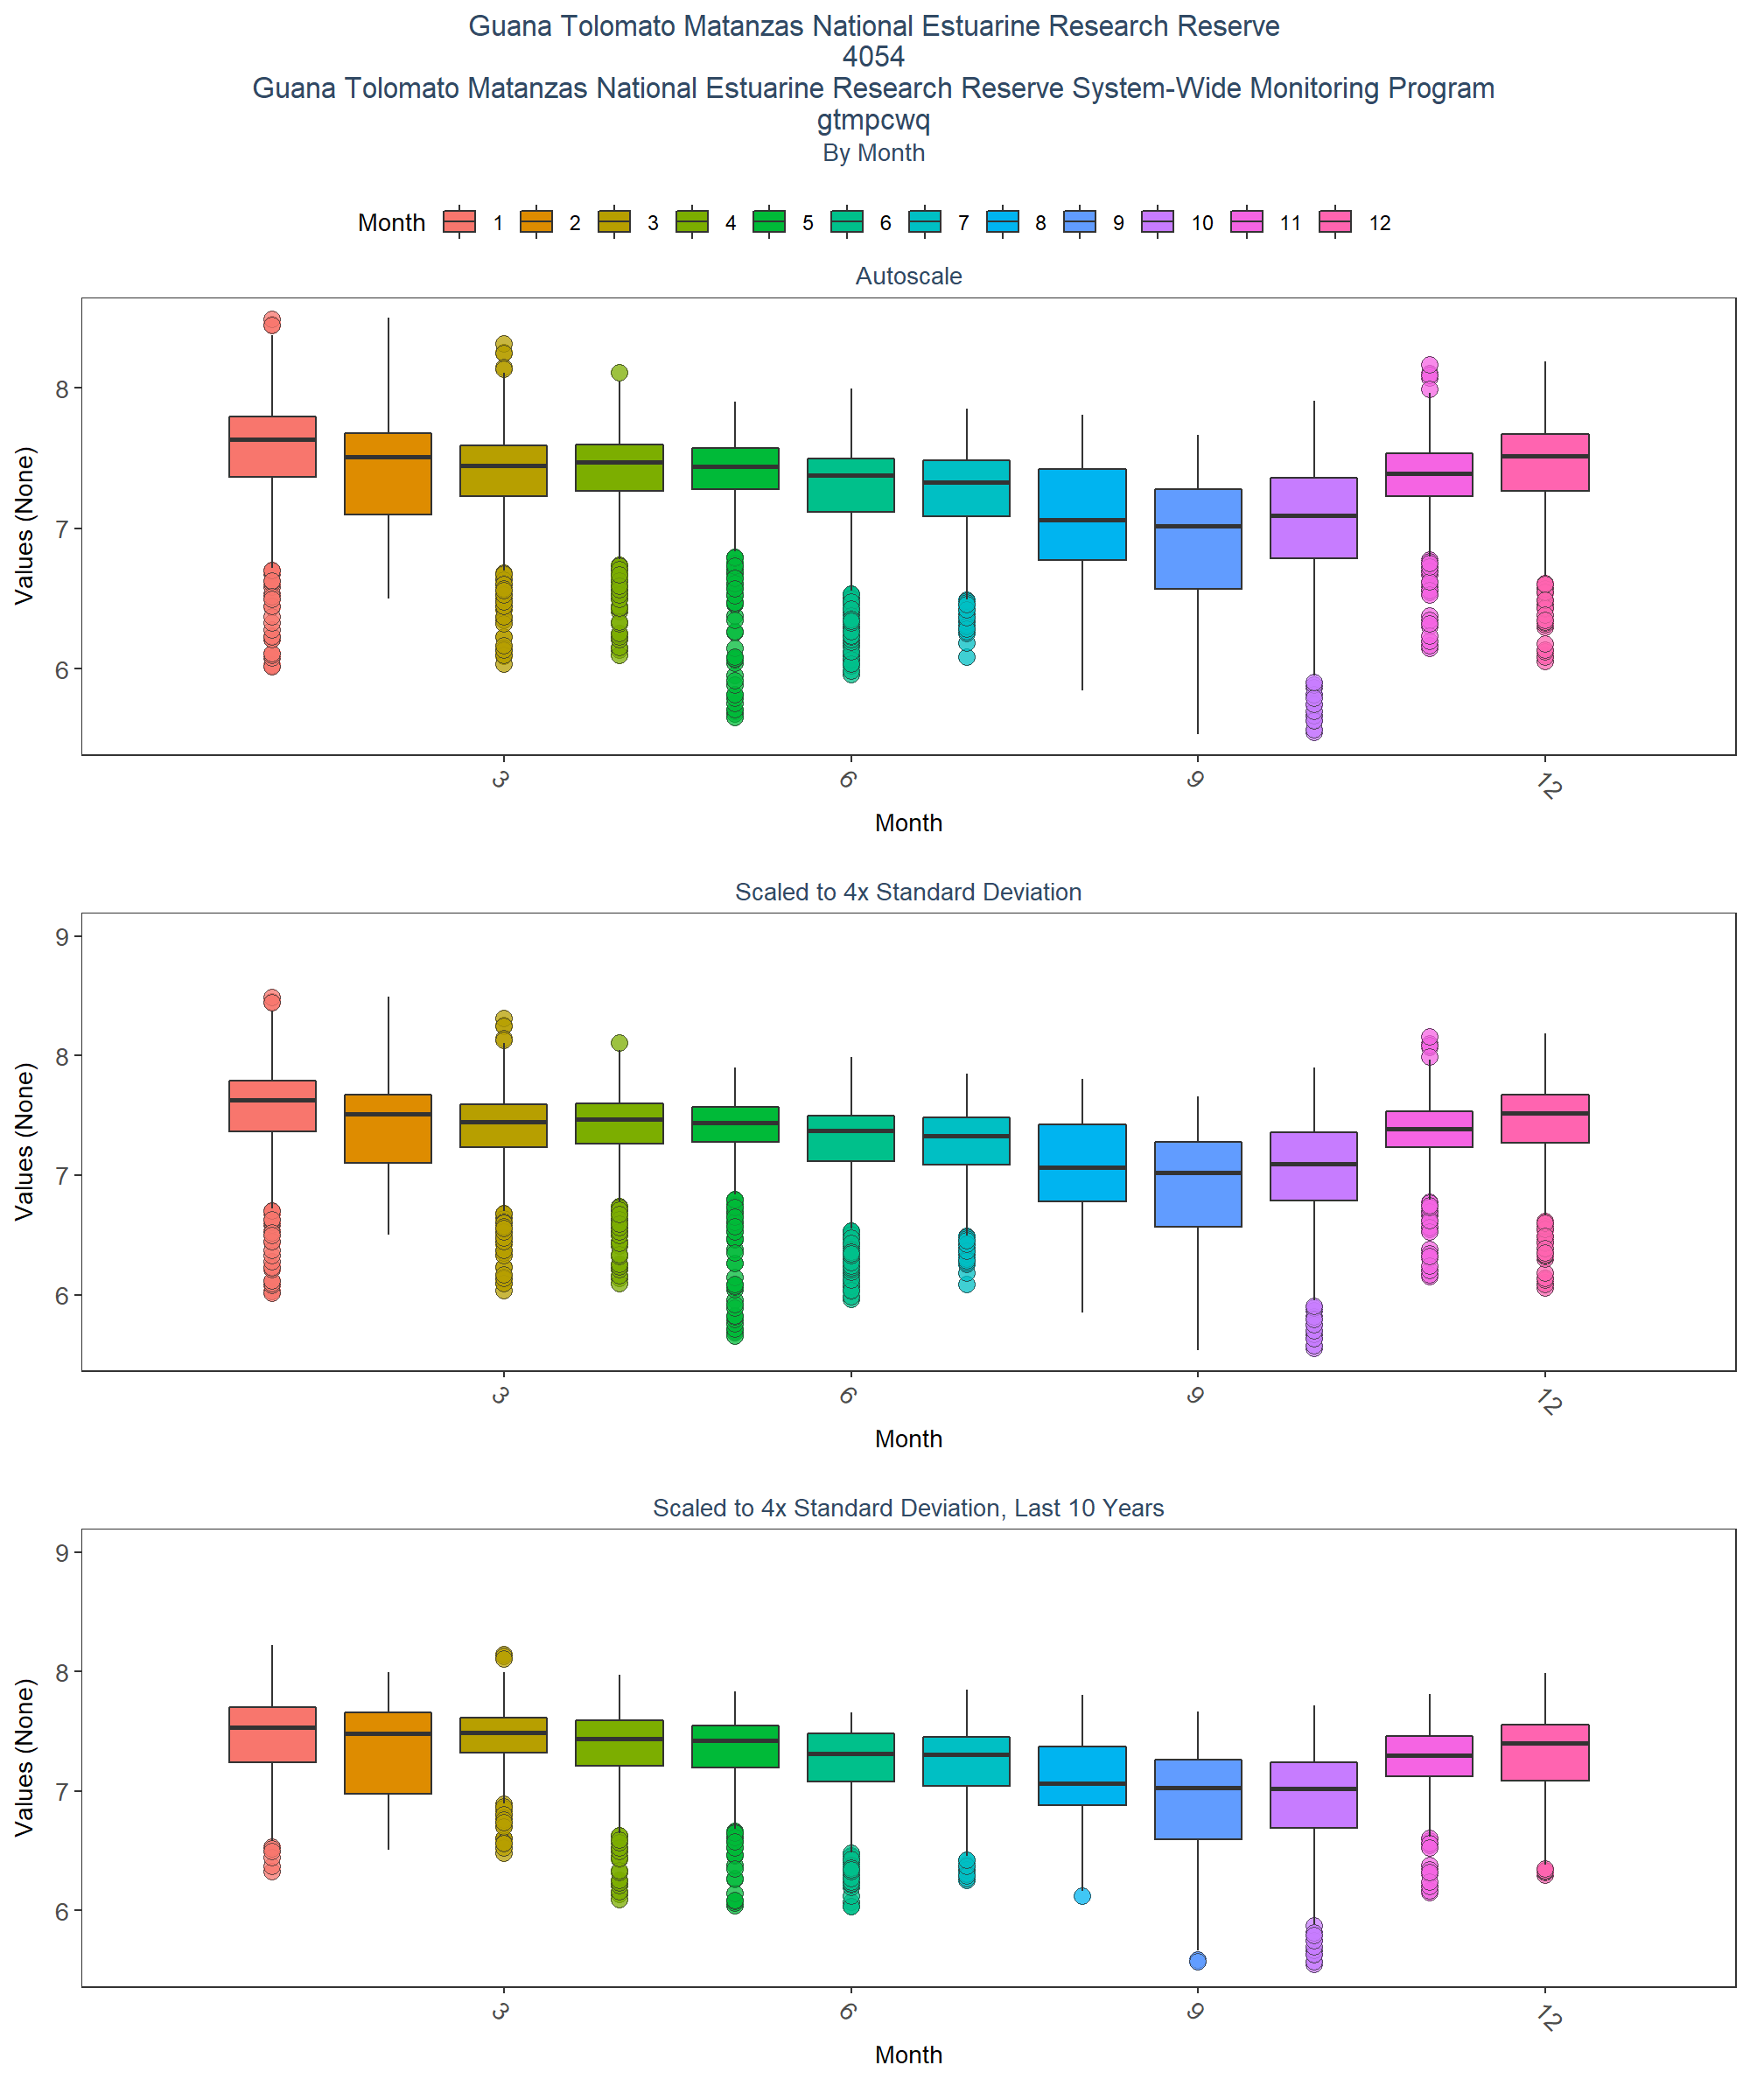 Guana Tolomato Matanzas National Estuarine Research Reserve
4054
Guana Tolomato Matanzas National Estuarine Research Reserve System-Wide Monitoring Program
gtmpcwq
By Month
Month 1 2 3 4 5 6 7 8 9 10 11 12
Autoscale
Values (None)
8
7
6
3 6 9 12
Month
Scaled to 4x Standard Deviation
Values (None)
9
8
7
6
3 6 9 12
Month
Scaled to 4x Standard Deviation, Last 10 Years
Values (None)
9
8
7
6
3 6 9 12
Month